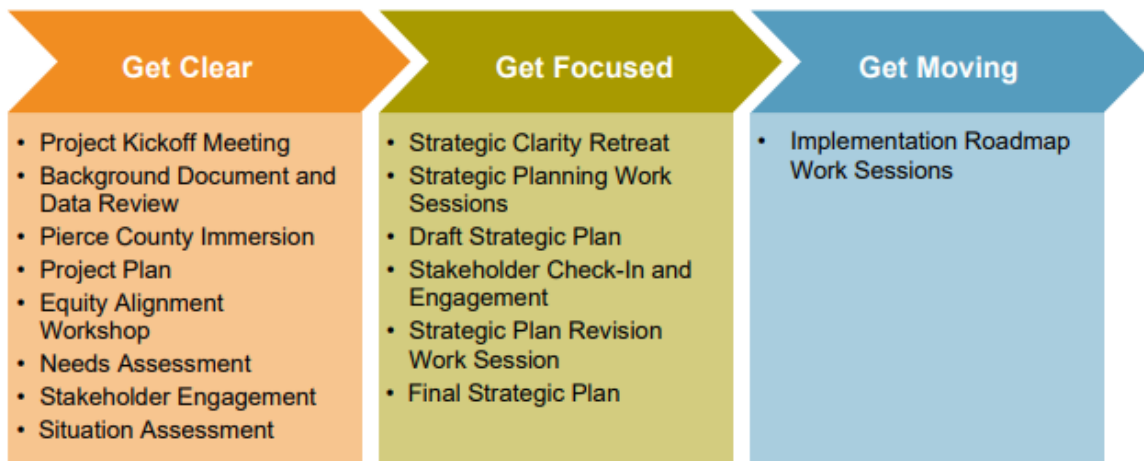 Get Clear
• Project Kickoff Meeting
• Background Document and
Data Review
• Pierce County Immersion
• Project Plan
• Equity Alignment
Workshop
• Needs Assessment
• Stakeholder Engagement
• Situation Assessment
Get Focused
• Strategic Clarity Retreat
• Strategic Planning Work
Sessions
• Draft Strategic Plan
• Stakeholder Check-In and
Engagement
• Strategic Plan Revision
Work Session
• Final Strategic Plan
Get Moving
• Implementation Roadmap
Work Sessions